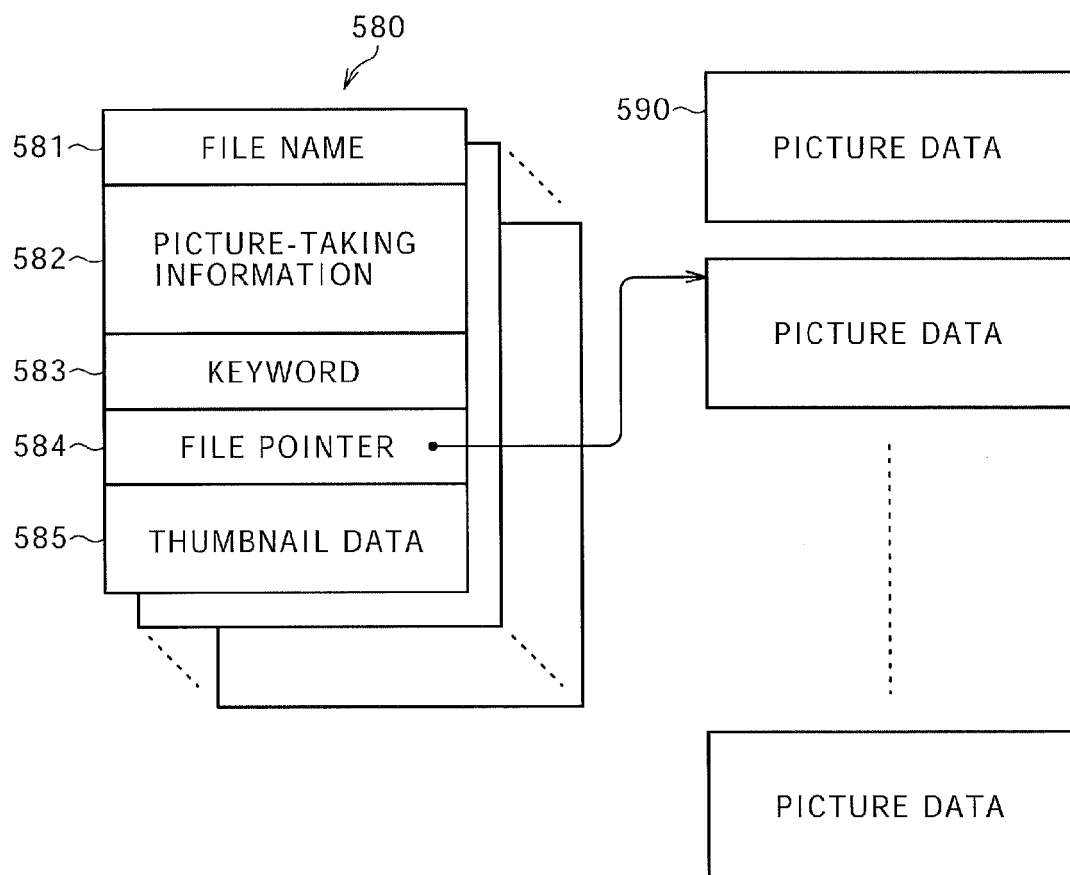 580
581
FILE NAME
582
PICTURE-TAKING
INFORMATION
583
KEYWORD
584
FILE POINTER
585
THUMBNAIL DATA
590
PICTURE DATA
PICTURE DATA
PICTURE DATA